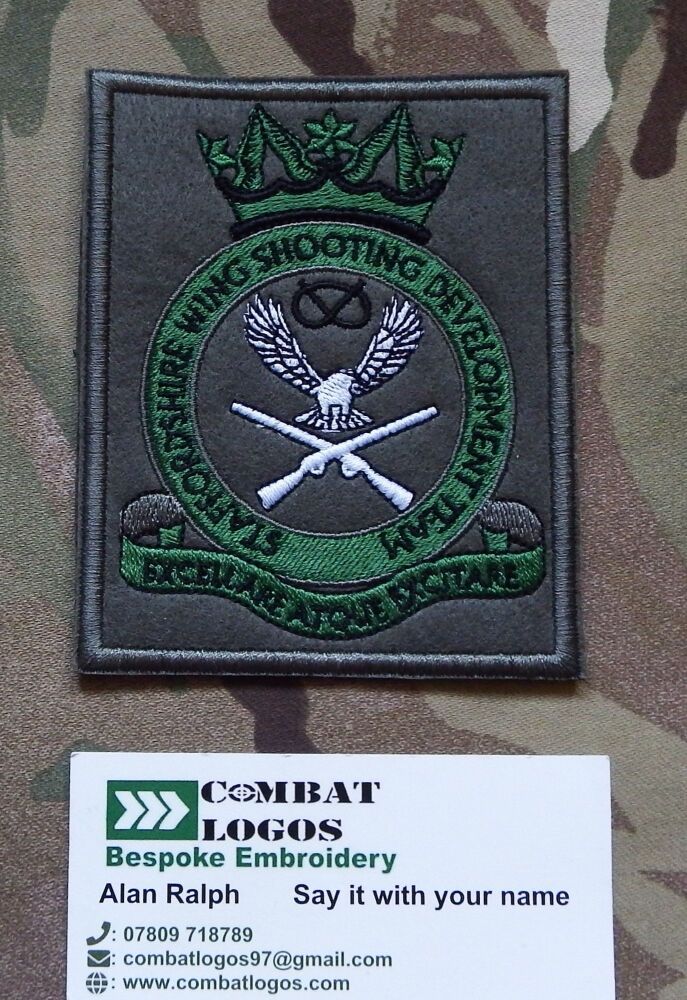 STAFFORDSHIRE WING SHOOTING DEVELOPMENT TEAM
EXCELLARE ATQUE EXCITARE
COMBAT
LOGOS
Bespoke Embroidery
Alan Ralph Say it with your name
: 07809 718789
: combatlogos97@gmail.com
: www.combatlogos.com